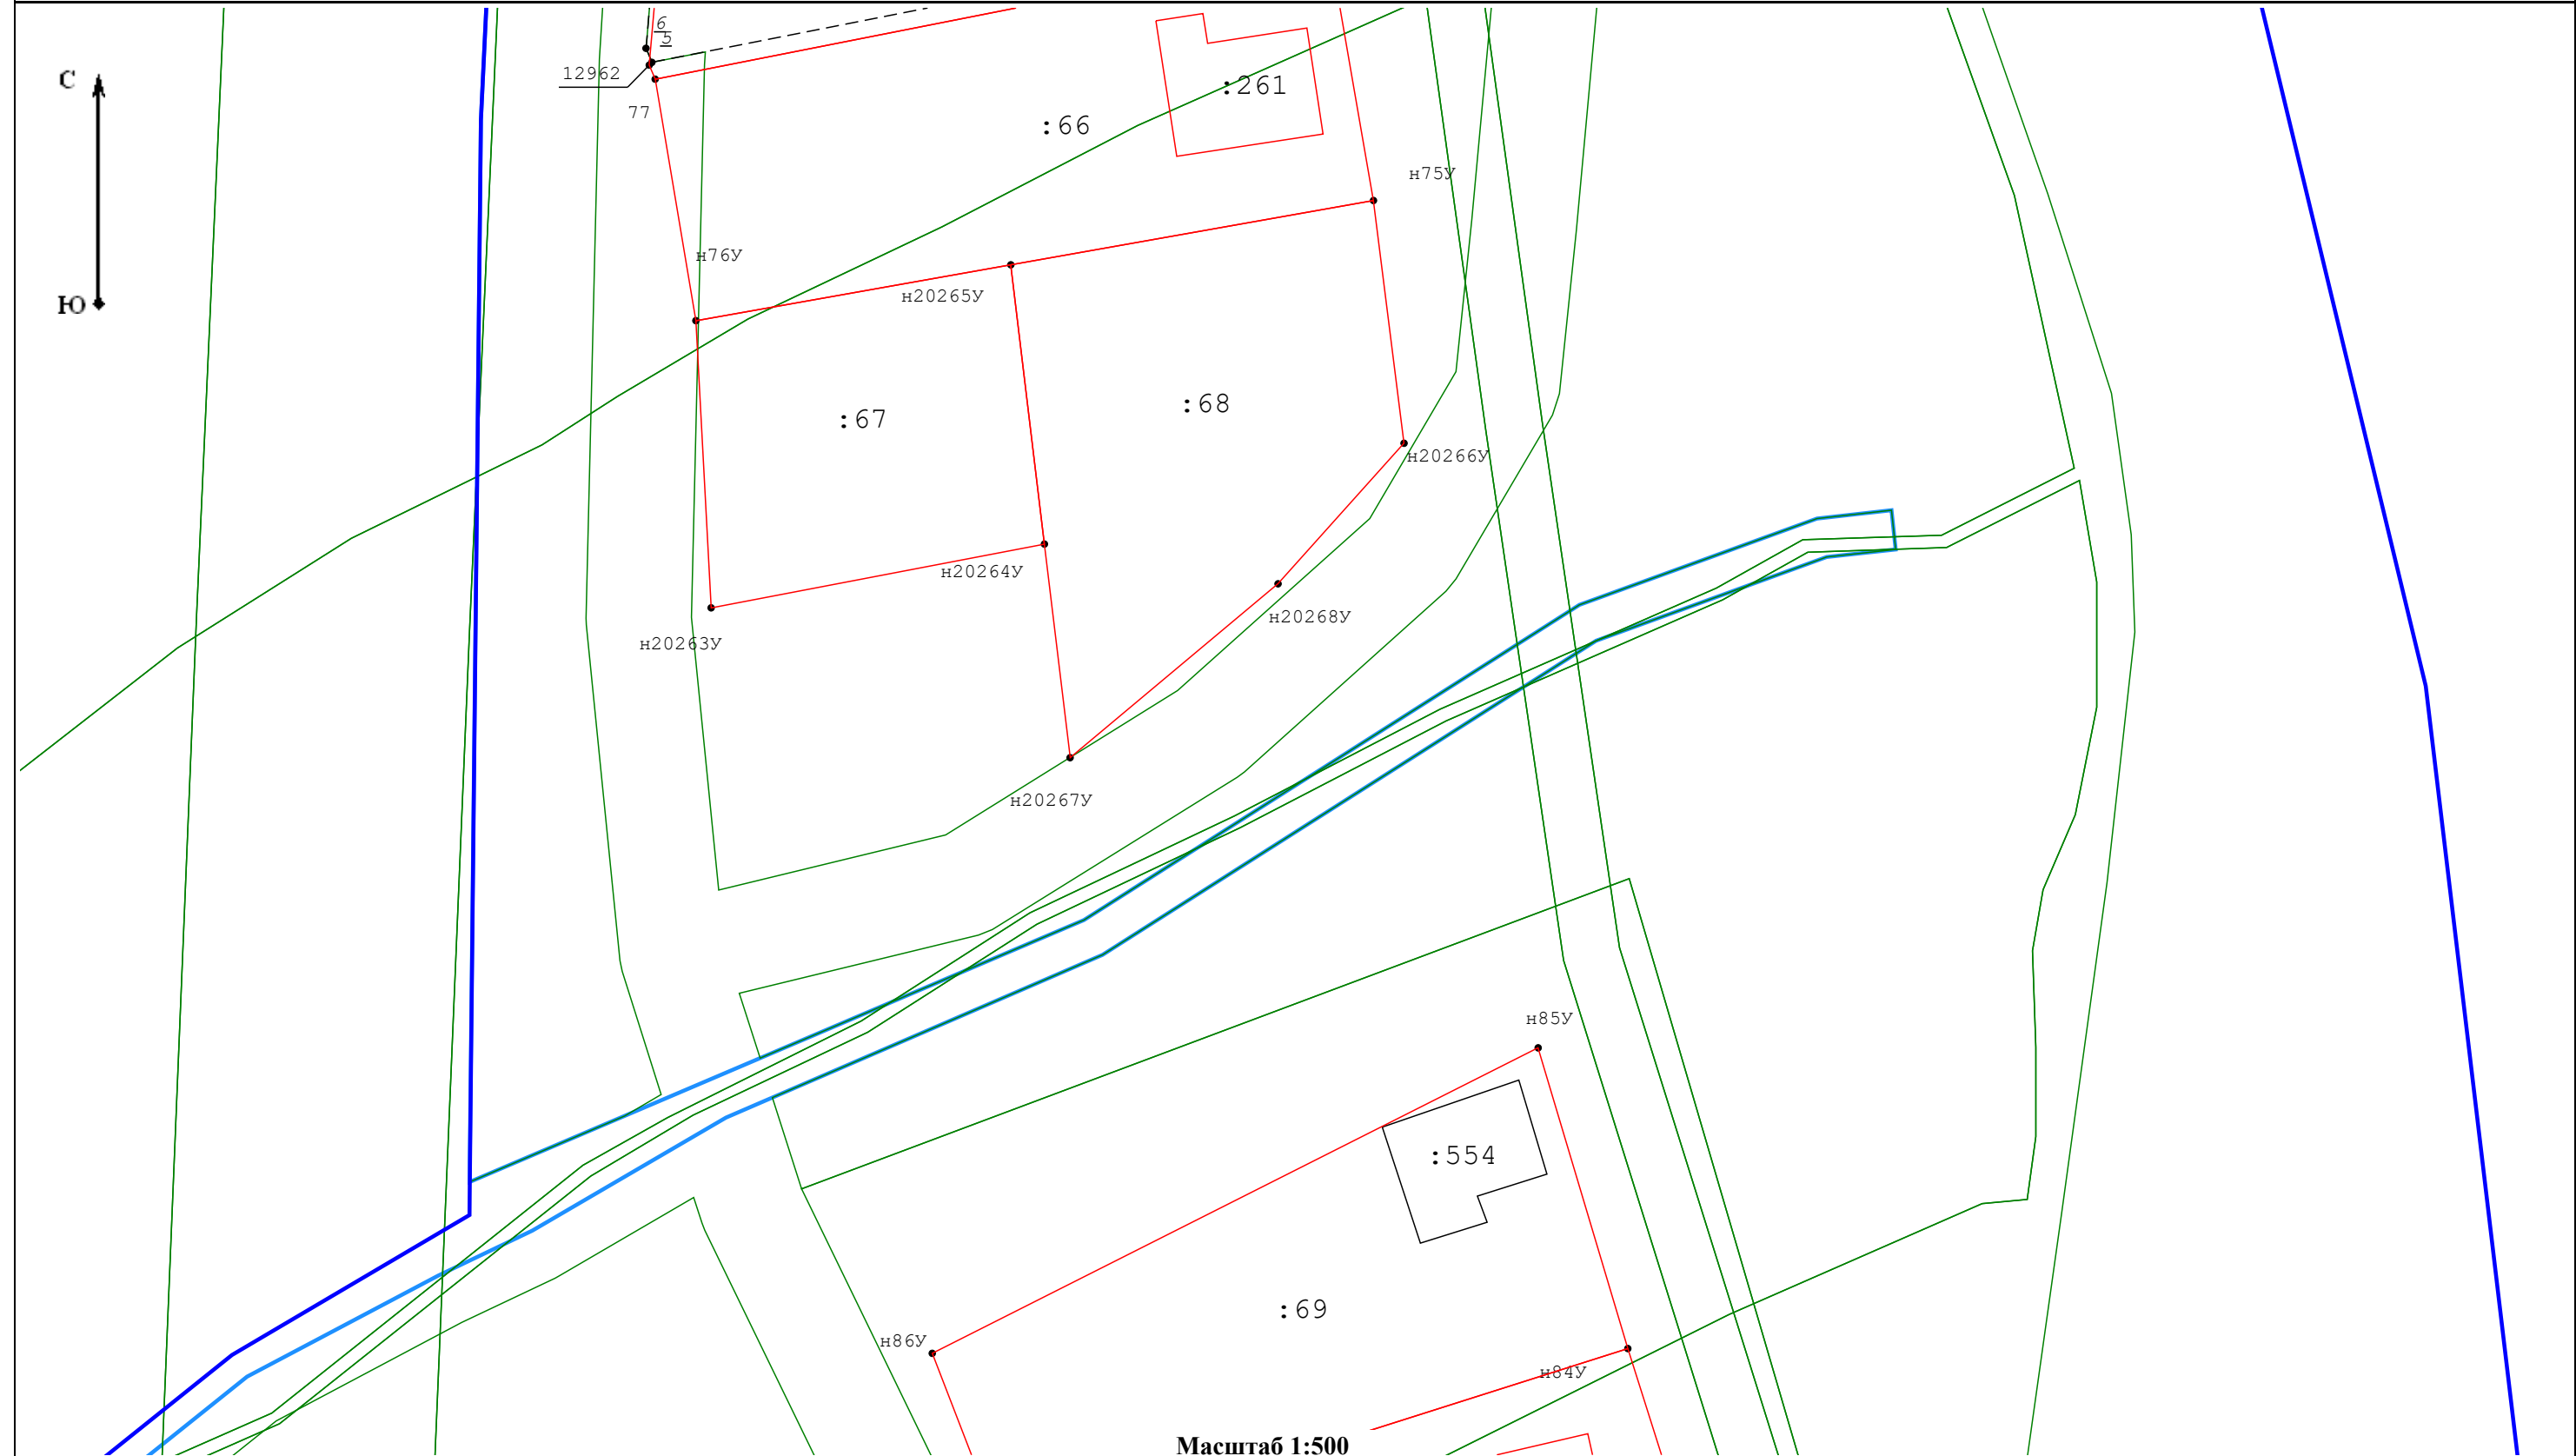 6
5
С
12962
:261
77
:66
н75У
н76У
н20265У
Ю
:68
:67
н20266У
н20264У
н20268У
н20263У
н20267У
н85У
:554
:69
н86У
н84У
Масштаб 1:500